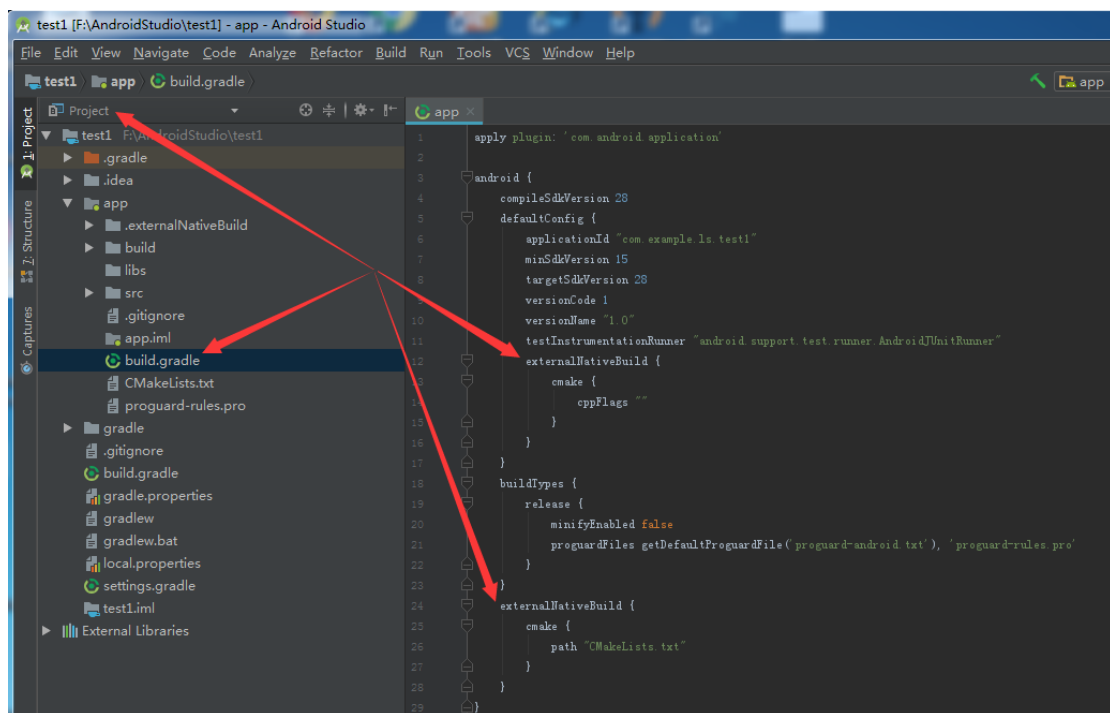 test1 [F:\AndroidStudio\test1] - app - Android Studio
File Edit View Navigate Code Analyze Refactor Build Run Tools VCS Window Help
test1 app build.gradle
app
Project
app
1: Project
7: Structure
Captures
test1 F:\AndroidStudio\test1
.gradle
.idea
app
.externalNativeBuild
build
libs
src
.gitignore
app.iml
build.gradle
CMakeLists.txt
proguard-rules.pro
gradle
.gitignore
build.gradle
gradle.properties
gradlew
gradlew.bat
local.properties
settings.gradle
test1.iml
External Libraries
1 apply plugin: 'com.android.application'
2
3 android {
4 compileSdkVersion 28
5 defaultConfig {
6 applicationId "com.example.ls.test1"
7 minSdkVersion 15
8 targetSdkVersion 28
9 versionCode 1
10 versionName "1.0"
11 testInstrumentationRunner "android.support.test.runner.AndroidJUnitRunner"
12 externalNativeBuild {
13 cmake {
14 cppFlags ""
15 }
16 }
17 }
18 buildTypes {
19 release {
20 minifyEnabled false
21 proguardFiles getDefaultProguardFile('proguard-android.txt'), 'proguard-rules.pro'
22 }
23 }
24 externalNativeBuild {
25 cmake {
26 path "CMakeLists.txt"
27 }
28 }
29 }